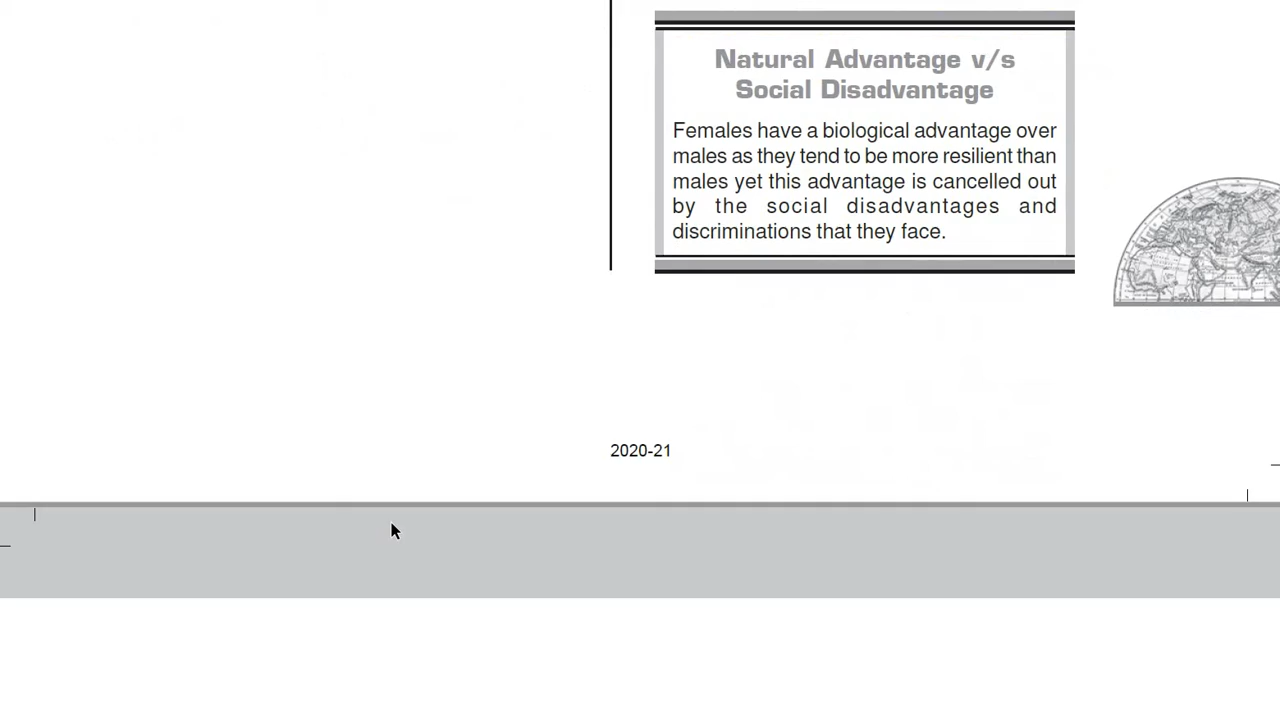 Natural Advantage v/s
Social Disadvantage
Females have a biological advantage over
males as they tend to be more resilient than
males yet this advantage is cancelled out
by the social disadvantages and
discriminations that they face.
2020-21